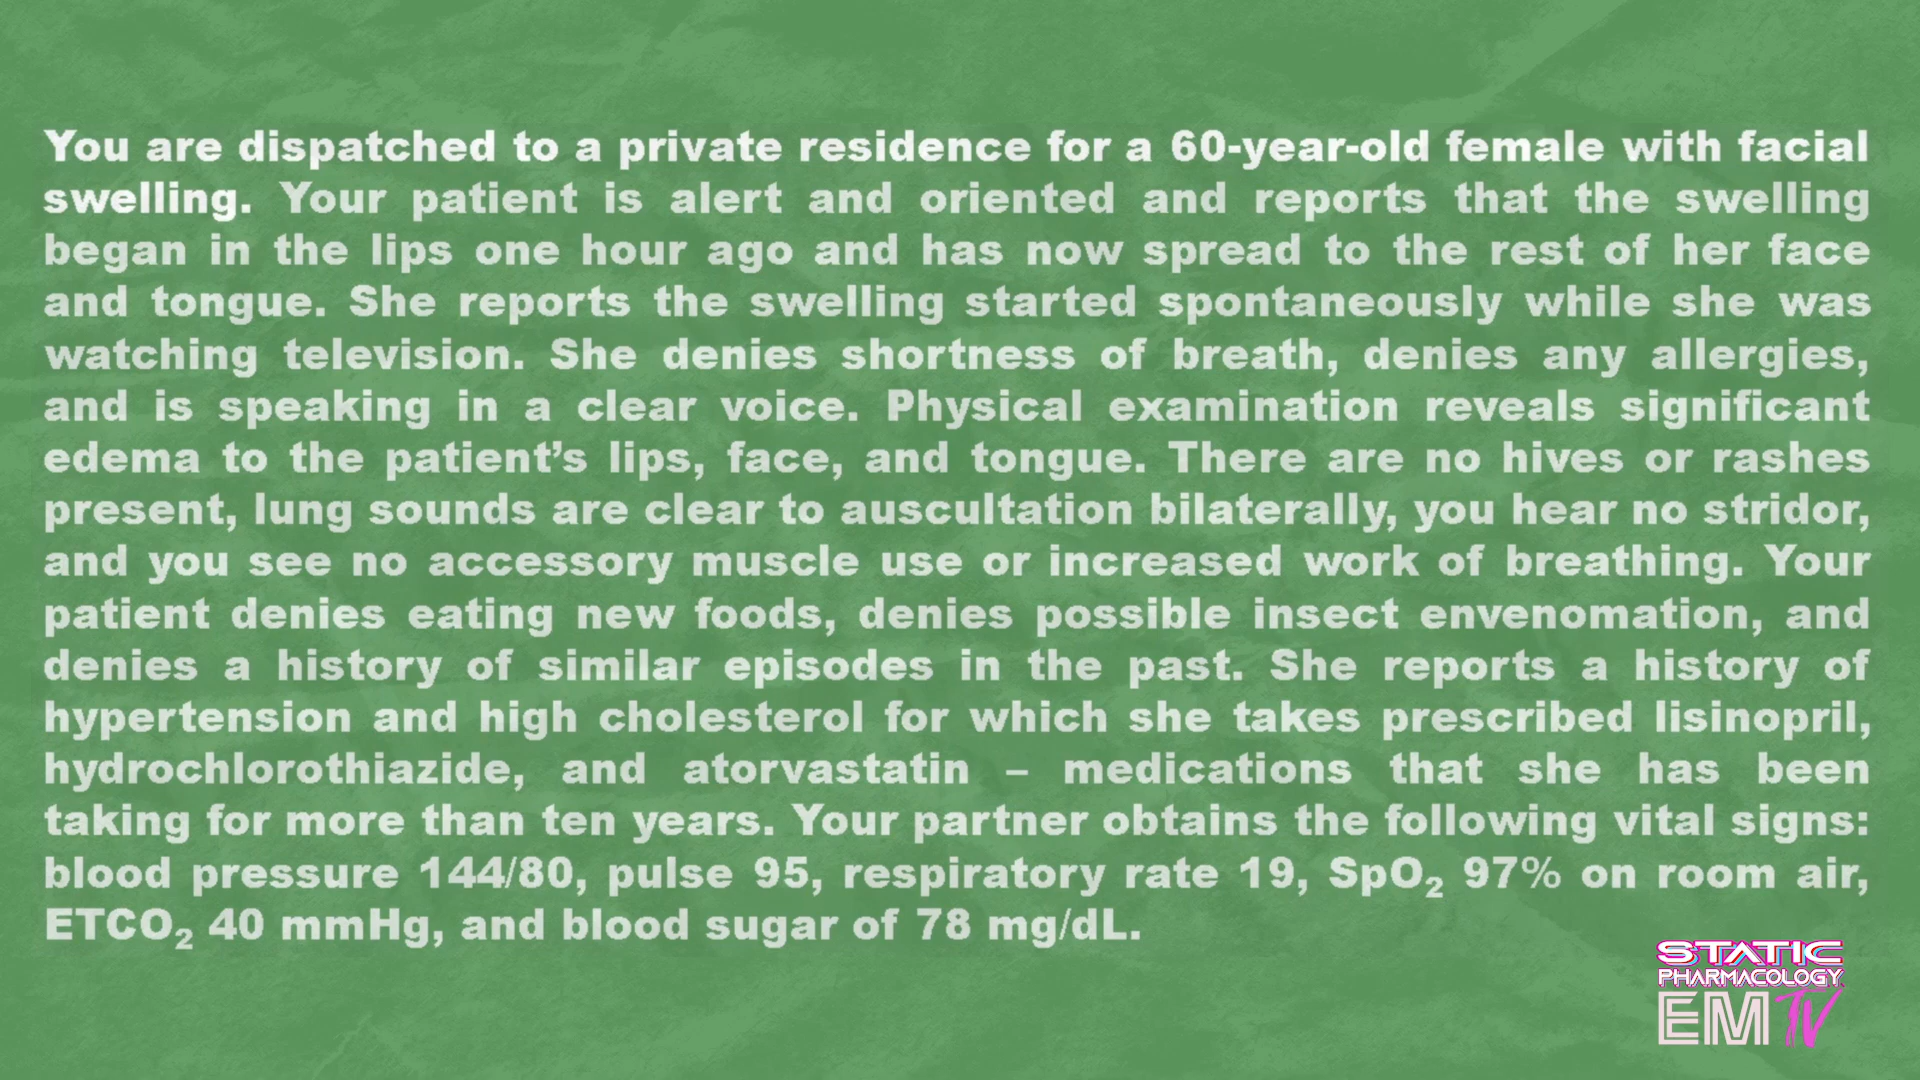 You are dispatched to a private residence for a 60-year-old female with facial
swelling. Your patient is alert and oriented and reports that the swelling
began in the lips one hour ago and has now spread to the rest of her face
and tongue. She reports the swelling started spontaneously while she was
watching television. She denies shortness of breath, denies any allergies,
and is speaking in a clear voice. Physical examination reveals significant
edema to the patient’s lips, face, and tongue. There are no hives or rashes
present, lung sounds are clear to auscultation bilaterally, you hear no stridor,
and you see no accessory muscle use or increased work of breathing. Your
patient denies eating new foods, denies possible insect envenomation, and
denies a history of similar episodes in the past. She reports a history of
hypertension and high cholesterol for which she takes prescribed lisinopril,
hydrochlorothiazide, and atorvastatin – medications that she has been
taking for more than ten years. Your partner obtains the following vital signs:
blood pressure 144/80, pulse 95, respiratory rate 19, SpO₂ 97% on room air,
ETCO₂ 40 mmHg, and blood sugar of 78 mg/dL.
STATIC
PHARMACOLOGY
EM TV